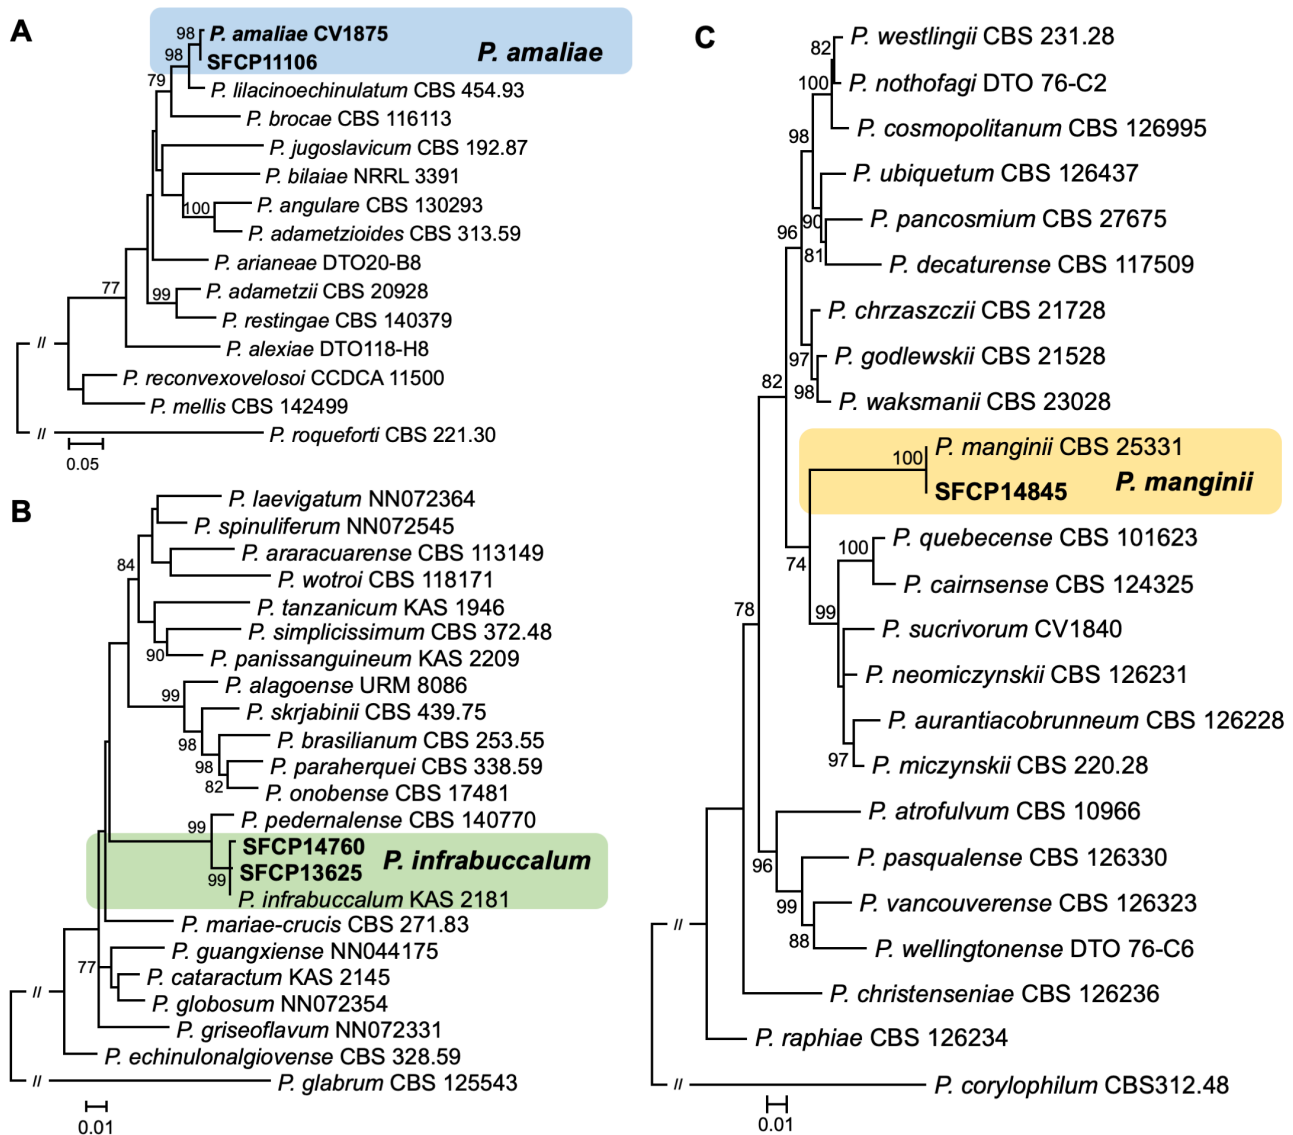 A
98
P. amaliae CV1875
98
SFCP11106
P. amaliae
79
P. lilacinoechinulatum CBS 454.93
P. brocae CBS 116113
P. jugoslavicum CBS 192.87
P. bilaiae NRRL 3391
100
P. angulare CBS 130293
P. adametzioides CBS 313.59
P. arianeae DTO20-B8
77
99
P. adametzii CBS 20928
P. restingae CBS 140379
P. alexiae DTO118-H8
//
P. reconvexovelosoi CCDCA 11500
P. mellis CBS 142499
//
P. roqueforti CBS 221.30
0.05
B
P. laevigatum NN072364
P. spinuliferum NN072545
84
P. araracuarense CBS 113149
P. wotroi CBS 118171
P. tanzanicum KAS 1946
P. simplicissimum CBS 372.48
90
P. panissanguineum KAS 2209
99
P. alagoense URM 8086
P. skrjabinii CBS 439.75
98
P. brasilianum CBS 253.55
98
P. paraherquei CBS 338.59
82
P. onobense CBS 17481
99
P. pedernalense CBS 140770
SFCP14760
SFCP13625
P. infrabuccalum
99
P. infrabuccalum KAS 2181
P. mariae-crucis CBS 271.83
P. guangxiense NN044175
77
P. cataractum KAS 2145
//
P. globosum NN072354
P. griseoflavum NN072331
P. echinulonalgiovense CBS 328.59
//
P. glabrum CBS 125543
0.01
C
82
P. westlingii CBS 231.28
100
P. nothofagi DTO 76-C2
P. cosmopolitanum CBS 126995
98
P. ubiquetum CBS 126437
90
P. pancosmium CBS 27675
96
81
P. decaturense CBS 117509
P. chrzaszczii CBS 21728
97
P. godlewskii CBS 21528
98
P. waksmanii CBS 23028
82
P. manginii CBS 25331
100
SFCP14845
P. manginii
100
P. quebecense CBS 101623
74
P. cairnsense CBS 124325
78
99
P. sucrivorum CV1840
P. neomiczynskii CBS 126231
P. aurantiacobrunneum CBS 126228
97
P. miczynskii CBS 220.28
P. atrofulvum CBS 10966
96
P. pasqualense CBS 126330
99
P. vancouverense CBS 126323
88
P. wellingtonense DTO 76-C6
//
P. christenseniae CBS 126236
P. raphiae CBS 126234
//
P. corylophilum CBS312.48
0.01